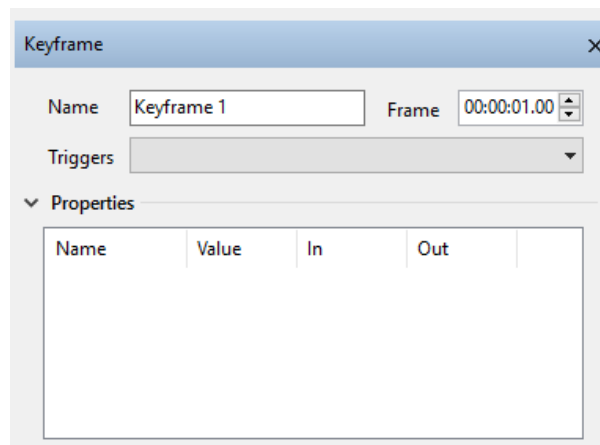 Keyframe
Name Keyframe 1 Frame 00:00:01.00
Triggers
Properties
Name Value In Out